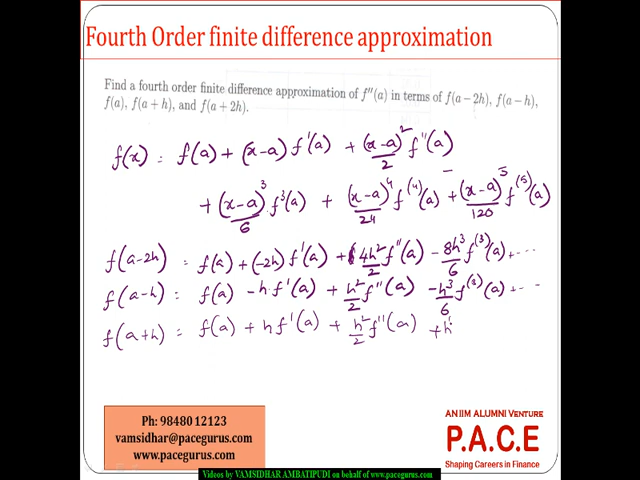 Fourth Order finite difference approximation
Find a fourth order finite difference approximation of f''(a) in terms of f(a − 2h), f(a − h),
f(a), f(a + h), and f(a + 2h).
f(x) = f(a) + (x-a) f'(a) + (x-a)²/2 f''(a)
+ (x-a)³/6 f³(a) + (x-a)⁴/24 f⁽⁴⁾(a) + (x-a)⁵/120 f⁽⁵⁾(a)
f(a-2h) = f(a) + (-2h) f'(a) + 4h²/2 f''(a) - 8h³/6 f⁽³⁾(a) + ...
f(a-h) = f(a) - h f'(a) + h²/2 f''(a) - h³/6 f⁽³⁾(a) + ...
f(a+h) = f(a) + h f'(a) + h²/2 f''(a) + h
Ph: 98480 12123
vamsidhar@pacegurus.com
www.pacegurus.com
AN IIM ALUMNI VENTURE
P.A.C.E
Shaping Careers in Finance
Videos by VAMSIDHAR AMBATIPUDI on behalf of www.pacegurus.com